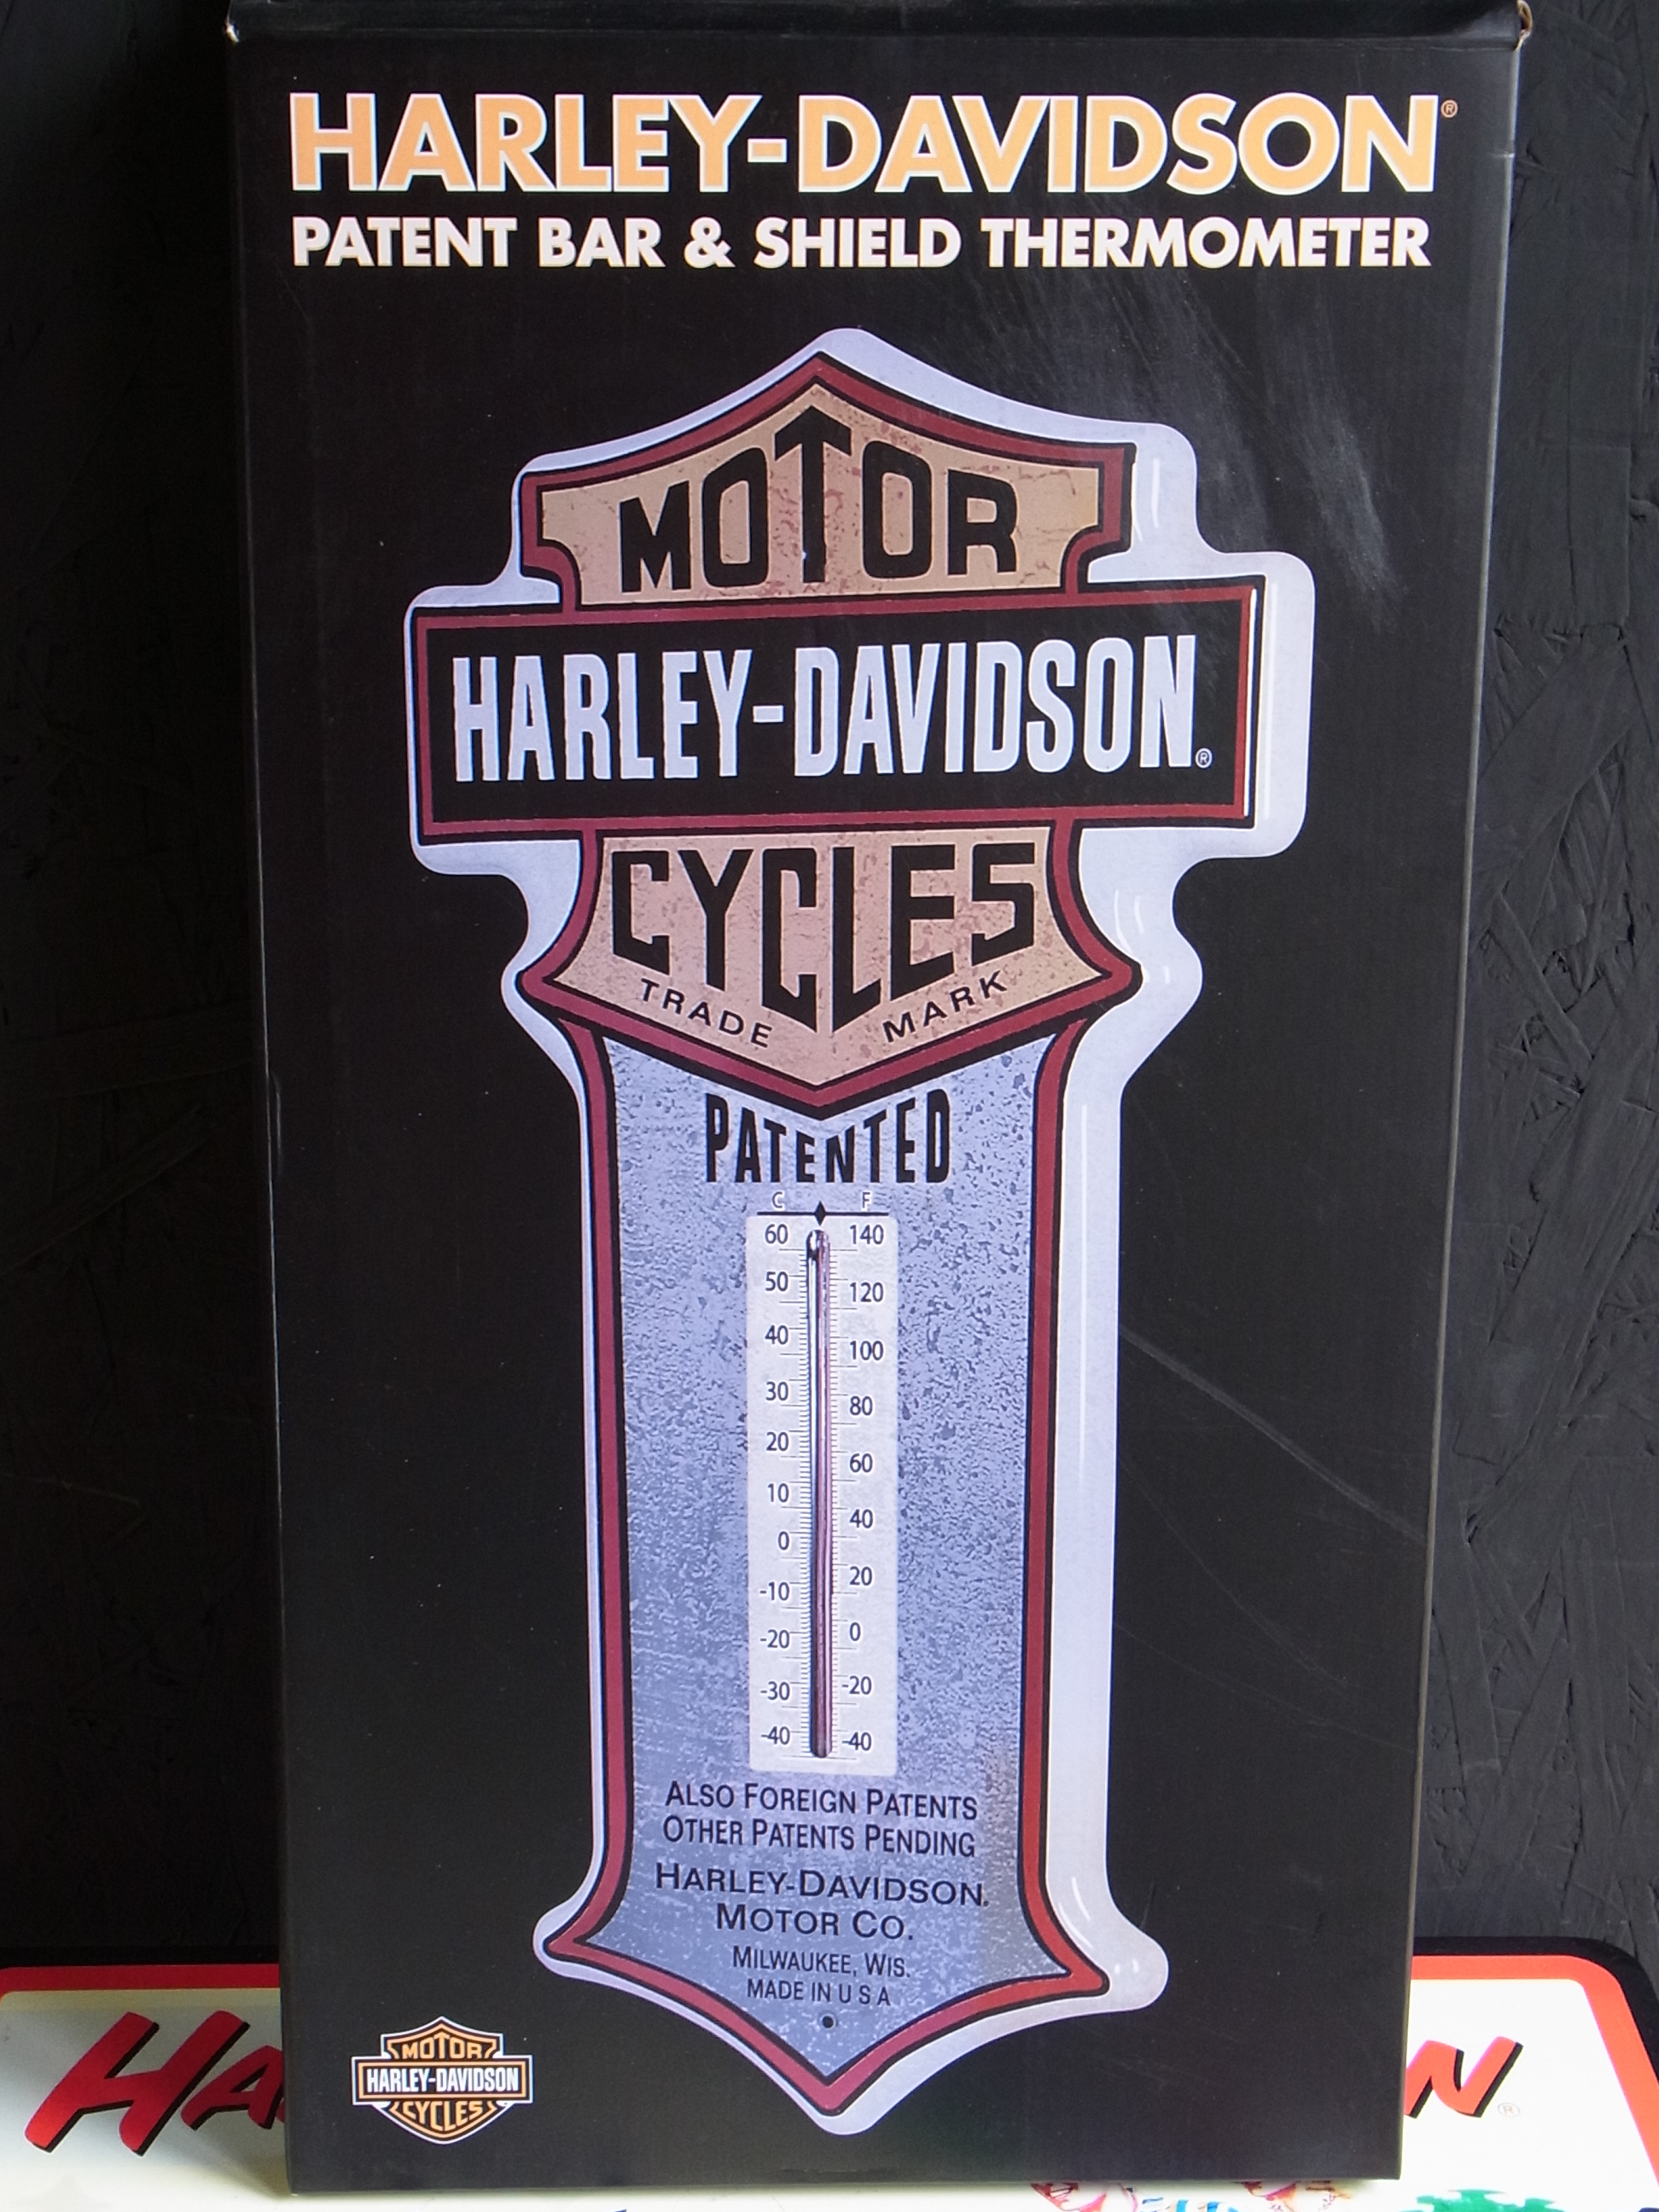 HARLEY-DAVIDSON®
PATENT BAR & SHIELD THERMOMETER
MOTOR
HARLEY-DAVIDSON®
CYCLES
TRADE MARK
PATENTED
C F
60 140
50 120
40 100
30 80
20 60
10 40
0 20
-10 0
-20 -20
-30 -40
-40
ALSO FOREIGN PATENTS
OTHER PATENTS PENDING
HARLEY-DAVIDSON.
MOTOR CO.
MILWAUKEE, WIS.
MADE IN U S A
MOTOR
HARLEY-DAVIDSON
CYCLES
HA
N®